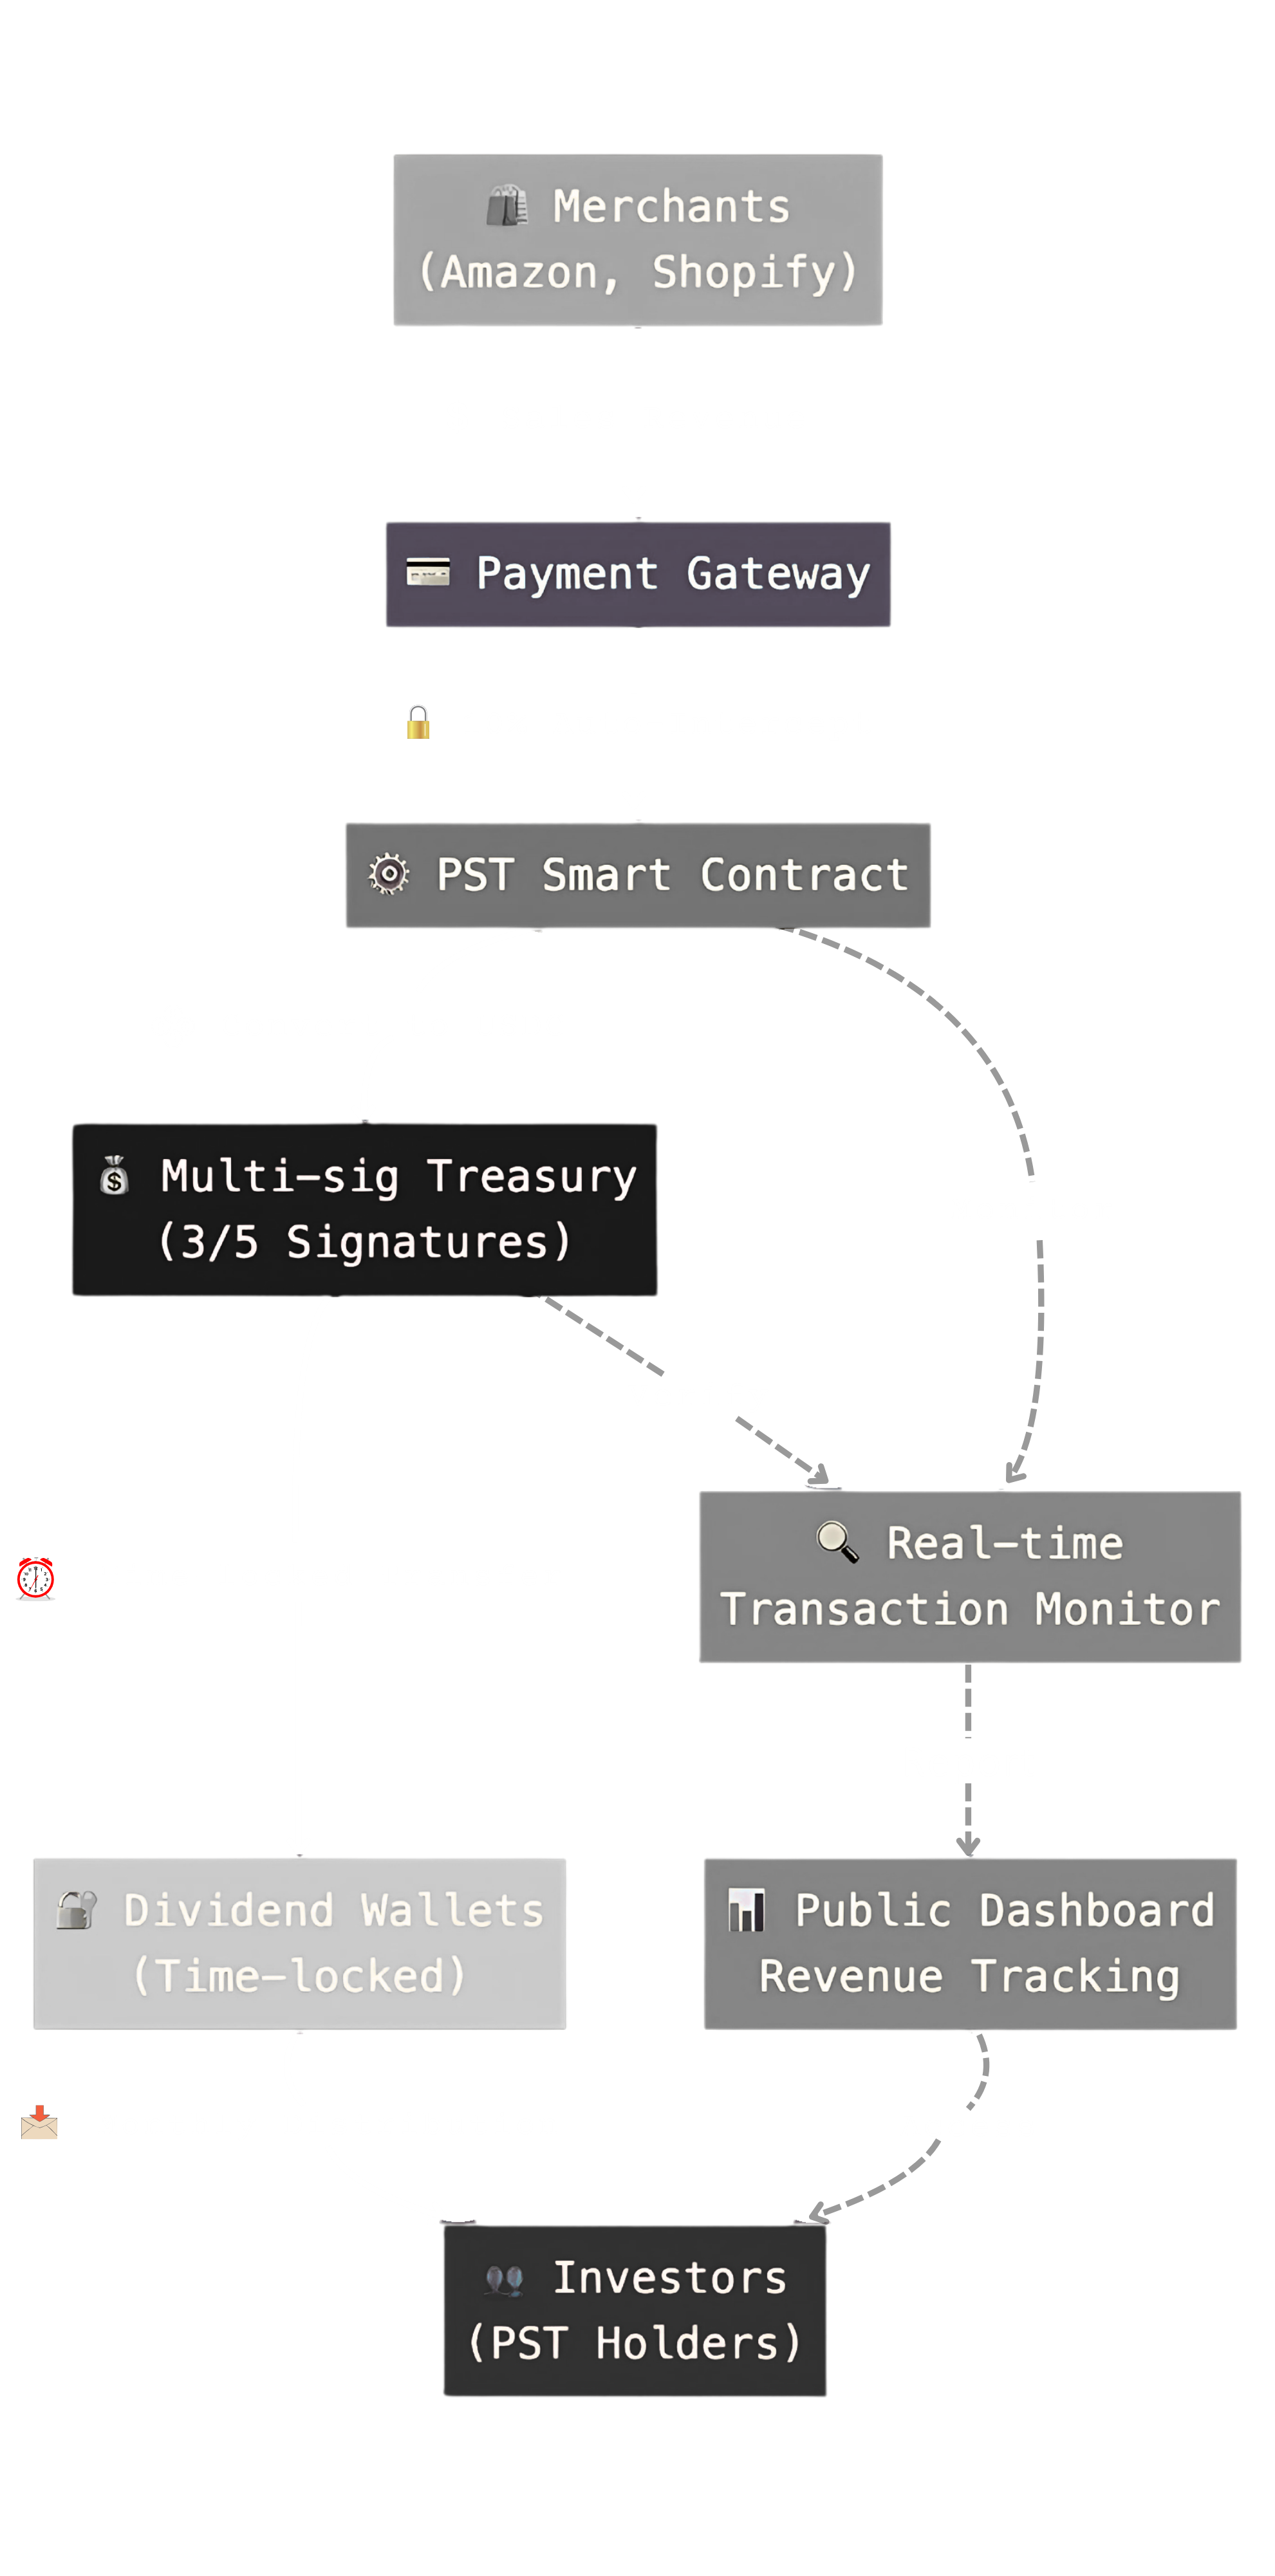 Merchants
(Amazon, Shopify)
Payment Gateway
PST Smart Contract
Multi-sig Treasury
(3/5 Signatures)
Real-time
Transaction Monitor
Dividend Wallets
(Time-locked)
Public Dashboard
Revenue Tracking
Investors
(PST Holders)